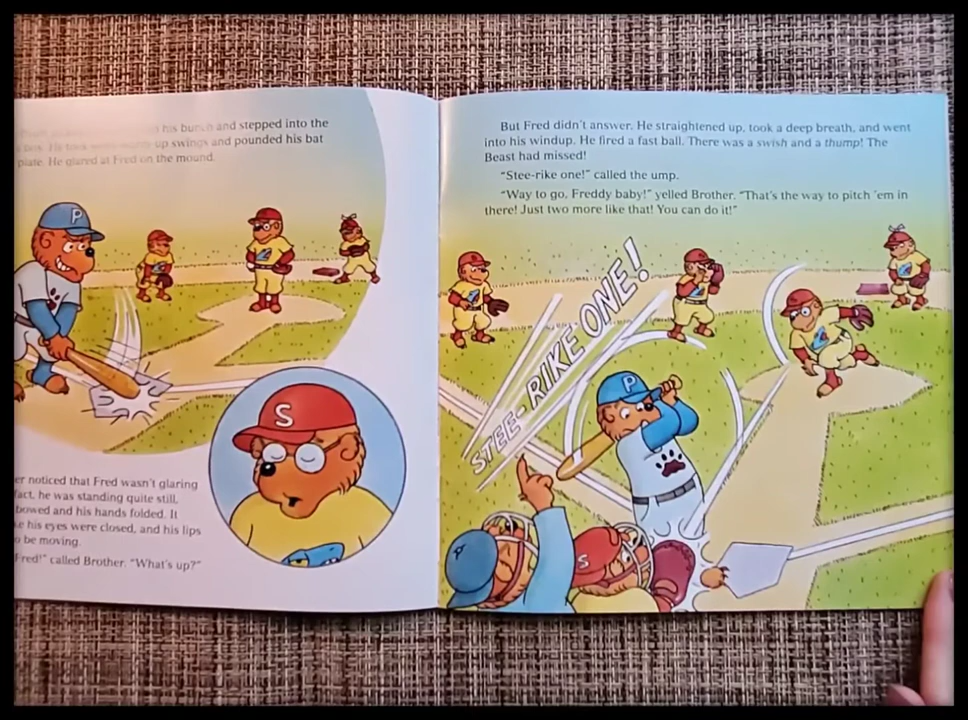 his bunch and stepped into the
up swings and pounded his bat
plate. He glared at Fred on the mound.
P
S
er noticed that Fred wasn't glaring
fact, he was standing quite still,
bowed and his hands folded. It
e his eyes were closed, and his lips
o be moving.
Fred!" called Brother. "What's up?"
But Fred didn't answer. He straightened up, took a deep breath, and went
into his windup. He fired a fast ball. There was a swish and a thump! The
Beast had missed!
"Stee-rike one!" called the ump.
"Way to go, Freddy baby!" yelled Brother. "That's the way to pitch 'em in
there! Just two more like that! You can do it!"
STEE-RIKE ONE!
P
S